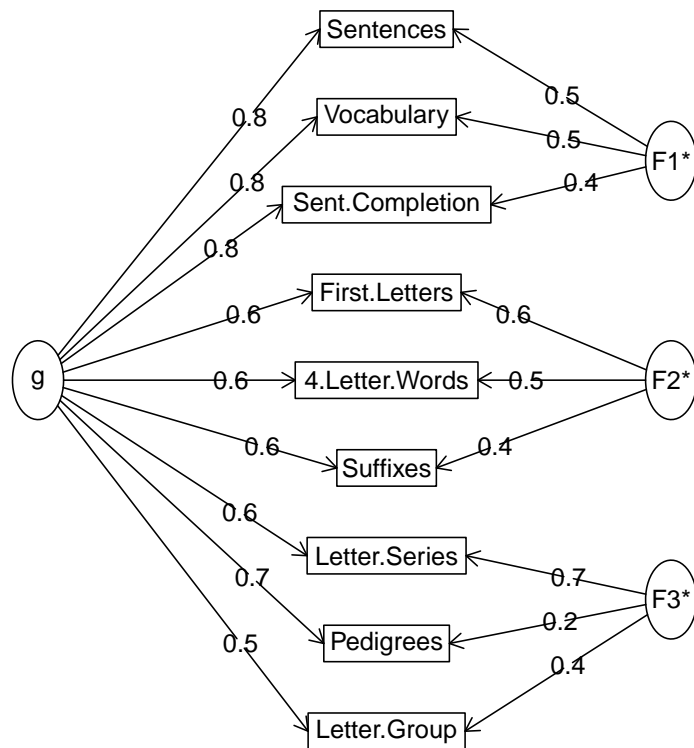 Sentences
0.5
0.8
Vocabulary
0.5
F1*
0.8
Sent.Completion
0.4
0.8
First.Letters
0.6
0.6
g
0.6
4.Letter.Words
0.5
F2*
0.6
Suffixes
0.4
0.6
Letter.Series
0.7
0.7
F3*
Pedigrees
0.2
0.5
0.4
Letter.Group